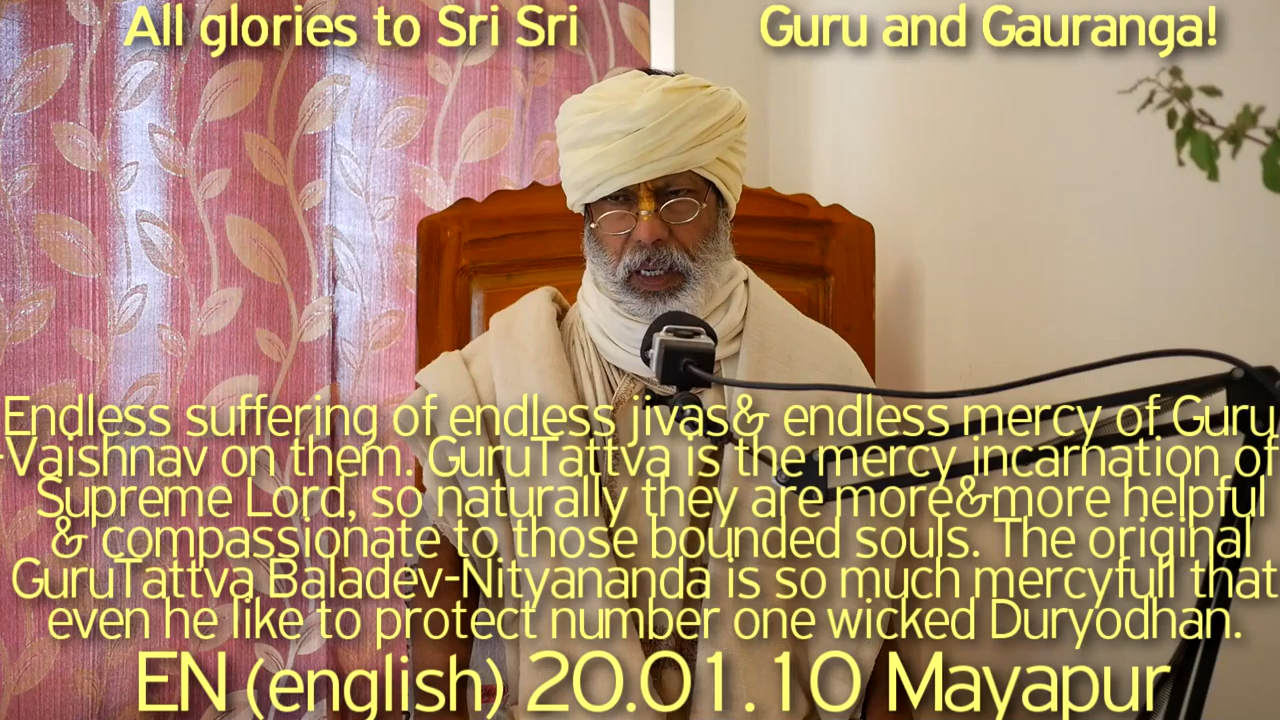 All glories to Sri Sri Guru and Gauranga!
Endless suffering of endless jivas& endless mercy of Guru
-Vaishnav on them. GuruTattva is the mercy incarnation of
Supreme Lord, so naturally they are more&more helpful
& compassionate to those bounded souls. The original
GuruTattva Baladev-Nityananda is so much mercyfull that
even he like to protect number one wicked Duryodhan.
EN (english) 20.01.10 Mayapur